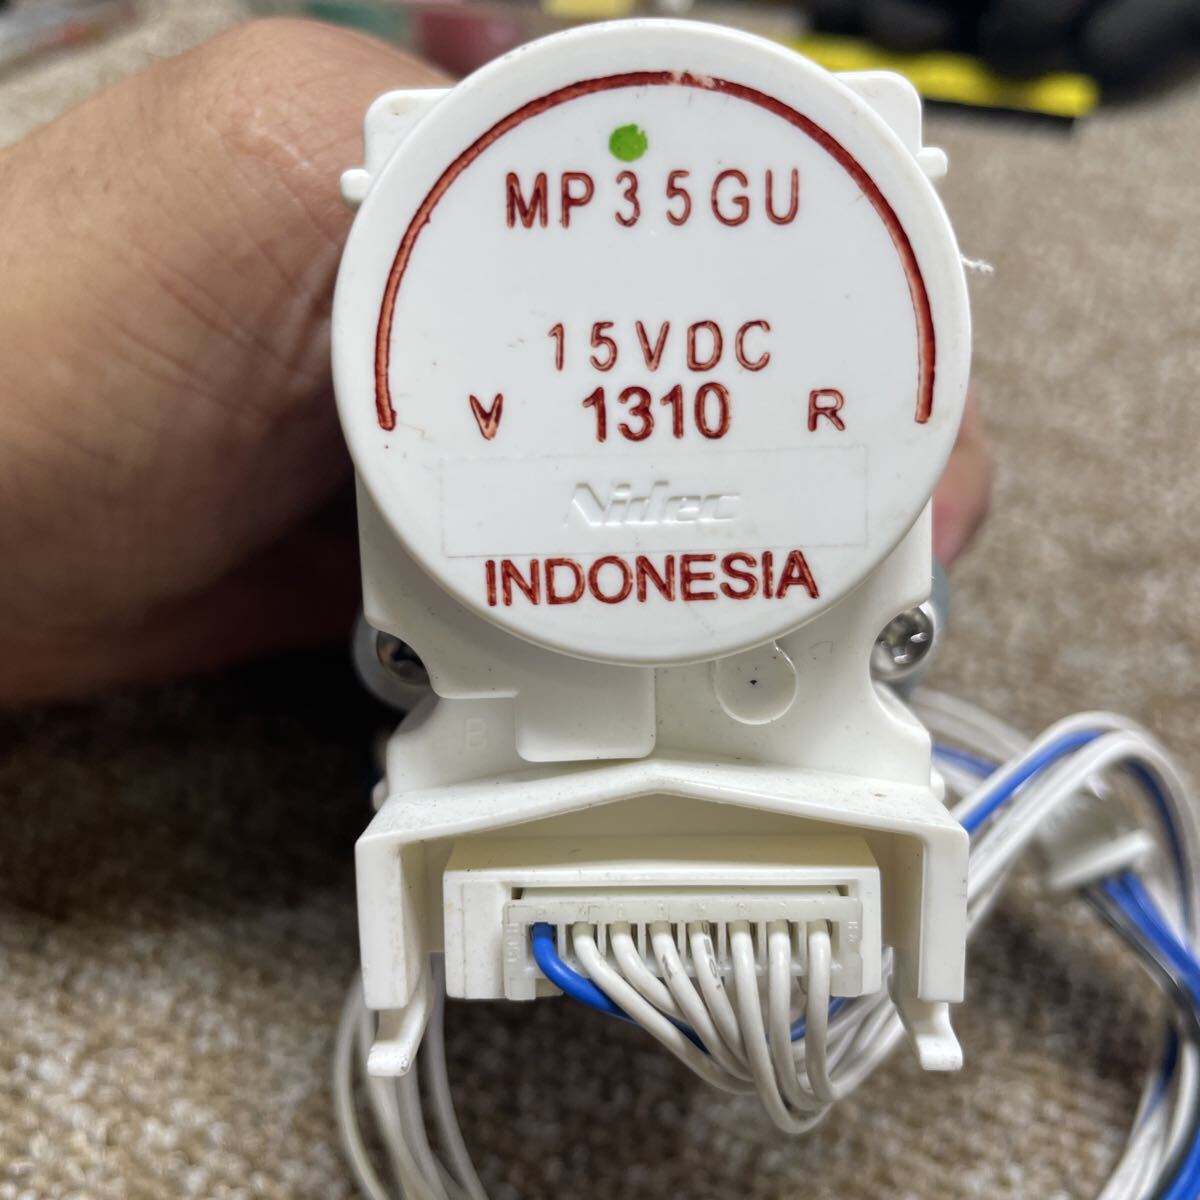 MP35GU
15VDC
V 1310 R
Nidec
INDONESIA
B